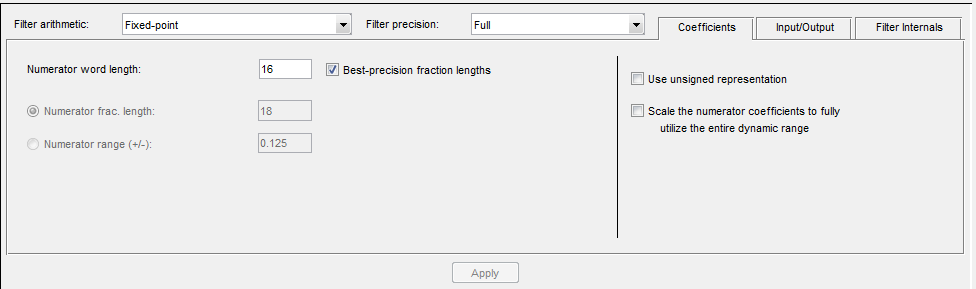 Filter arithmetic: Fixed-point Filter precision: Full Coefficients Input/Output Filter Internals
Numerator word length: 16 Best-precision fraction lengths
Use unsigned representation
Numerator frac. length: 18
Scale the numerator coefficients to fully
utilize the entire dynamic range
Numerator range (+/-): 0.125
Apply